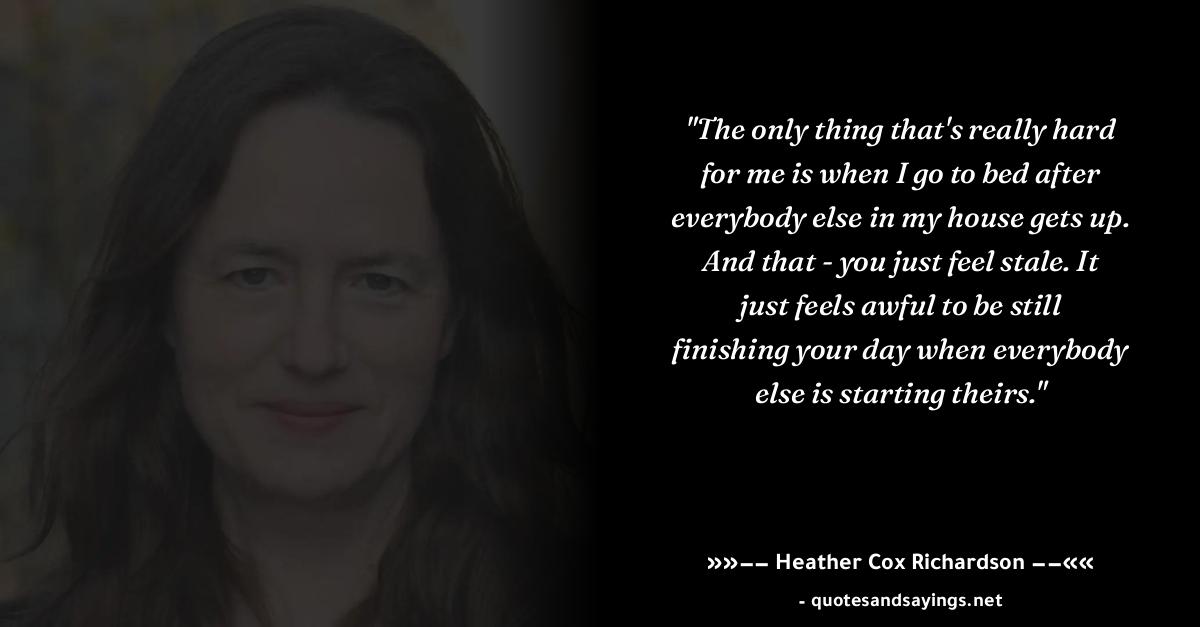 "The only thing that's really hard
for me is when I go to bed after
everybody else in my house gets up.
And that - you just feel stale. It
just feels awful to be still
finishing your day when everybody
else is starting theirs."
»»−− Heather Cox Richardson −−««
- quotesandsayings.net